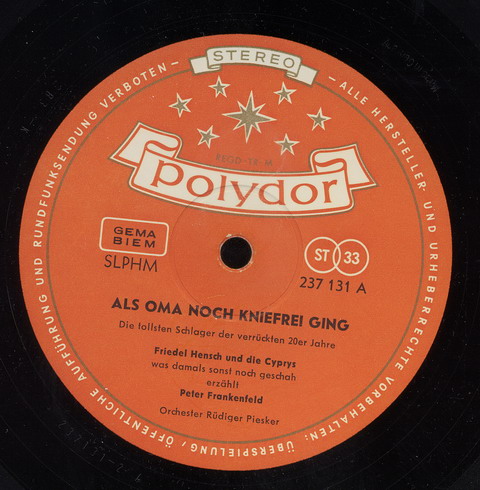 STEREO
polydor
GEMA
BIEM
SLPHM
ST 33
237 131 A
ALS OMA NOCH KNIEFREI GING
Die tollsten Schlager der verrückten 20er Jahre
Friedel Hensch und die Cyprys
was damals sonst noch geschah
erzählt
Peter Frankenfeld
Orchester Rüdiger Piesker
– ALLE HERSTELLER- UND URHEBERRECHTE VORBEHALTEN: ÜBERSPIELUNG / ÖFFENTLICHE AUFFÜHRUNG UND RUNDFUNKSENDUNG VERBOTEN –